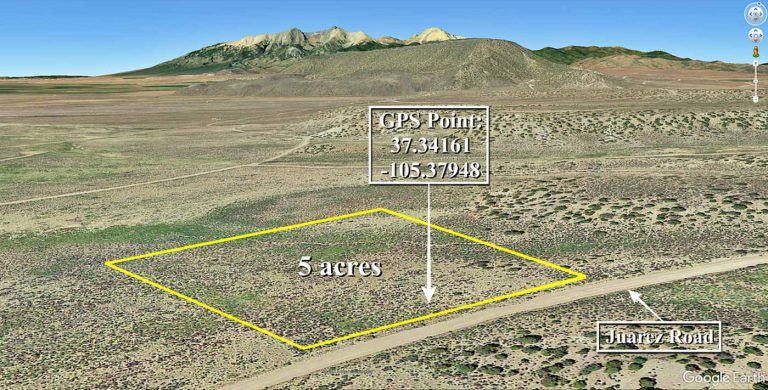 GPS Point:
37.34161
-105.37948
5 acres
Juarez Road
Google Earth